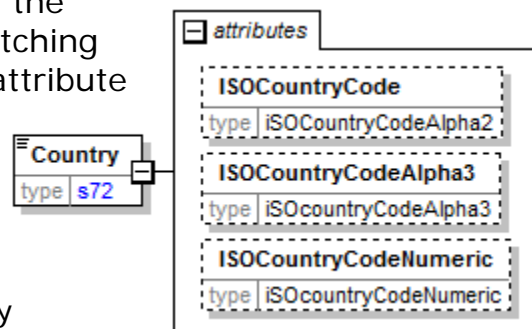 the
tching
attribute
attributes
ISOCountryCode
type iSOCountryCodeAlpha2
Country
type s72
ISOCountryCodeAlpha3
type iSOcountryCodeAlpha3
ISOCountryCodeNumeric
type iSOcountryCodeNumeric
y